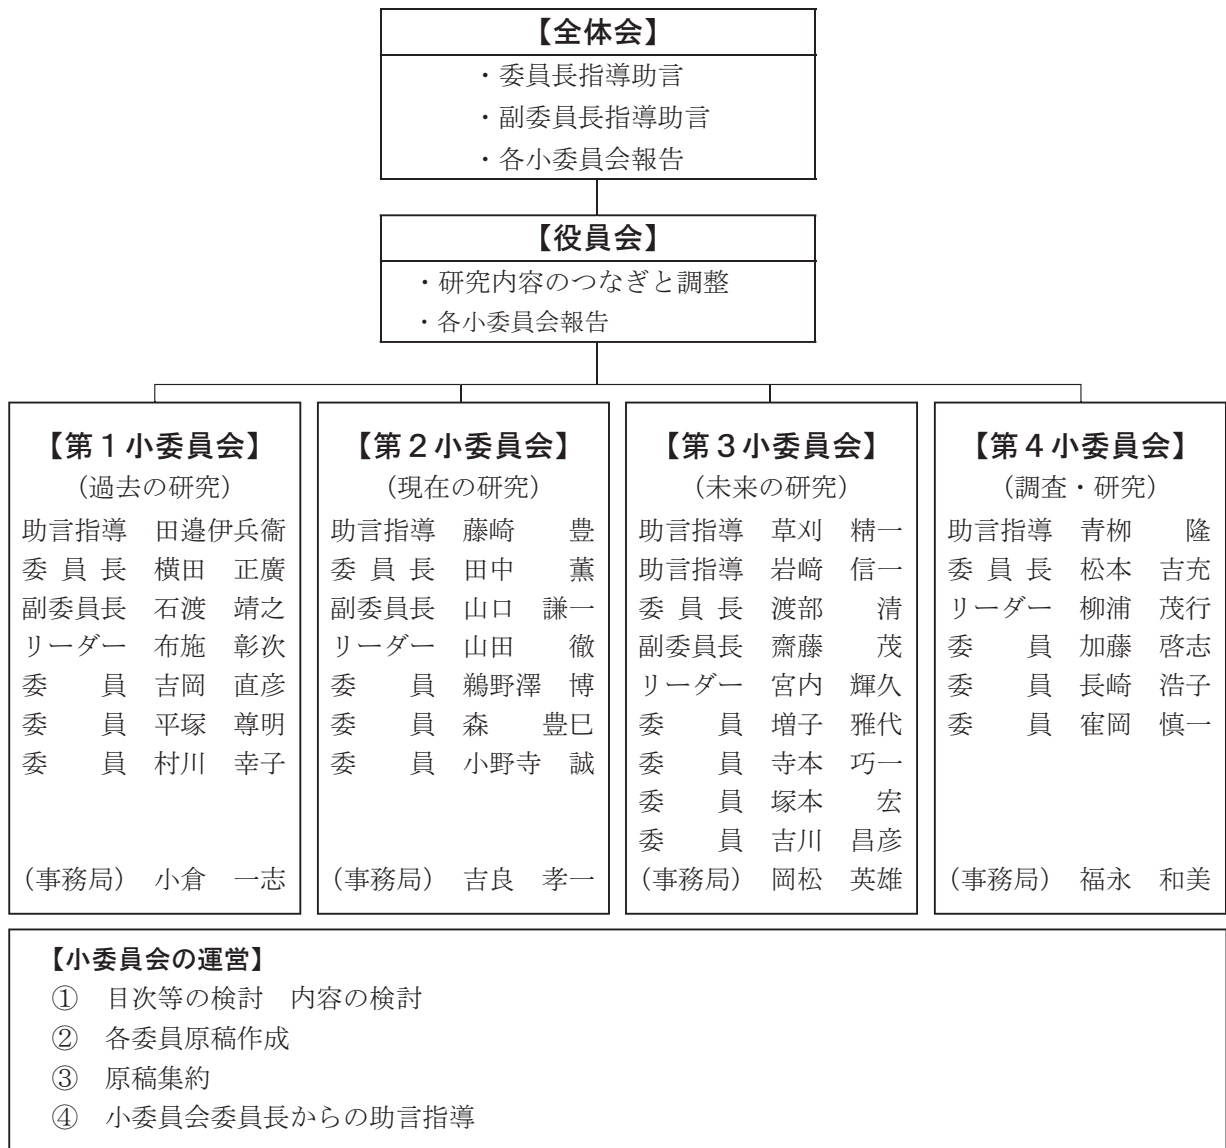 【全体会】
・委員長指導助言
・副委員長指導助言
・各小委員会報告
【役員会】
・研究内容のつなぎと調整
・各小委員会報告
【第1小委員会】
(過去の研究)
助言指導 田邉伊兵衞
委員長 横田 正廣
副委員長 石渡 靖之
リーダー 布施 彰次
委員 吉岡 直彦
委員 平塚 尊明
委員 村川 幸子
(事務局) 小倉 一志
【第2小委員会】
(現在の研究)
助言指導 藤崎 豊
委員長 田中 薫
副委員長 山口 謙一
リーダー 山田 徹
委員 鵜野澤 博
委員 森 豊巳
委員 小野寺 誠
(事務局) 吉良 孝一
【第3小委員会】
(未来の研究)
助言指導 草刈 精一
助言指導 岩﨑 信一
委員長 渡部 清
副委員長 齋藤 茂
リーダー 宮内 輝久
委員 増子 雅代
委員 寺本 巧一
委員 塚本 宏
委員 吉川 昌彦
(事務局) 岡松 英雄
【第4小委員会】
(調査・研究)
助言指導 青栁 隆
委員長 松本 吉充
リーダー 柳浦 茂行
委員 加藤 啓志
委員 長崎 浩子
委員 寉岡 慎一
(事務局) 福永 和美
【小委員会の運営】
① 目次等の検討 内容の検討
② 各委員原稿作成
③ 原稿集約
④ 小委員会委員長からの助言指導